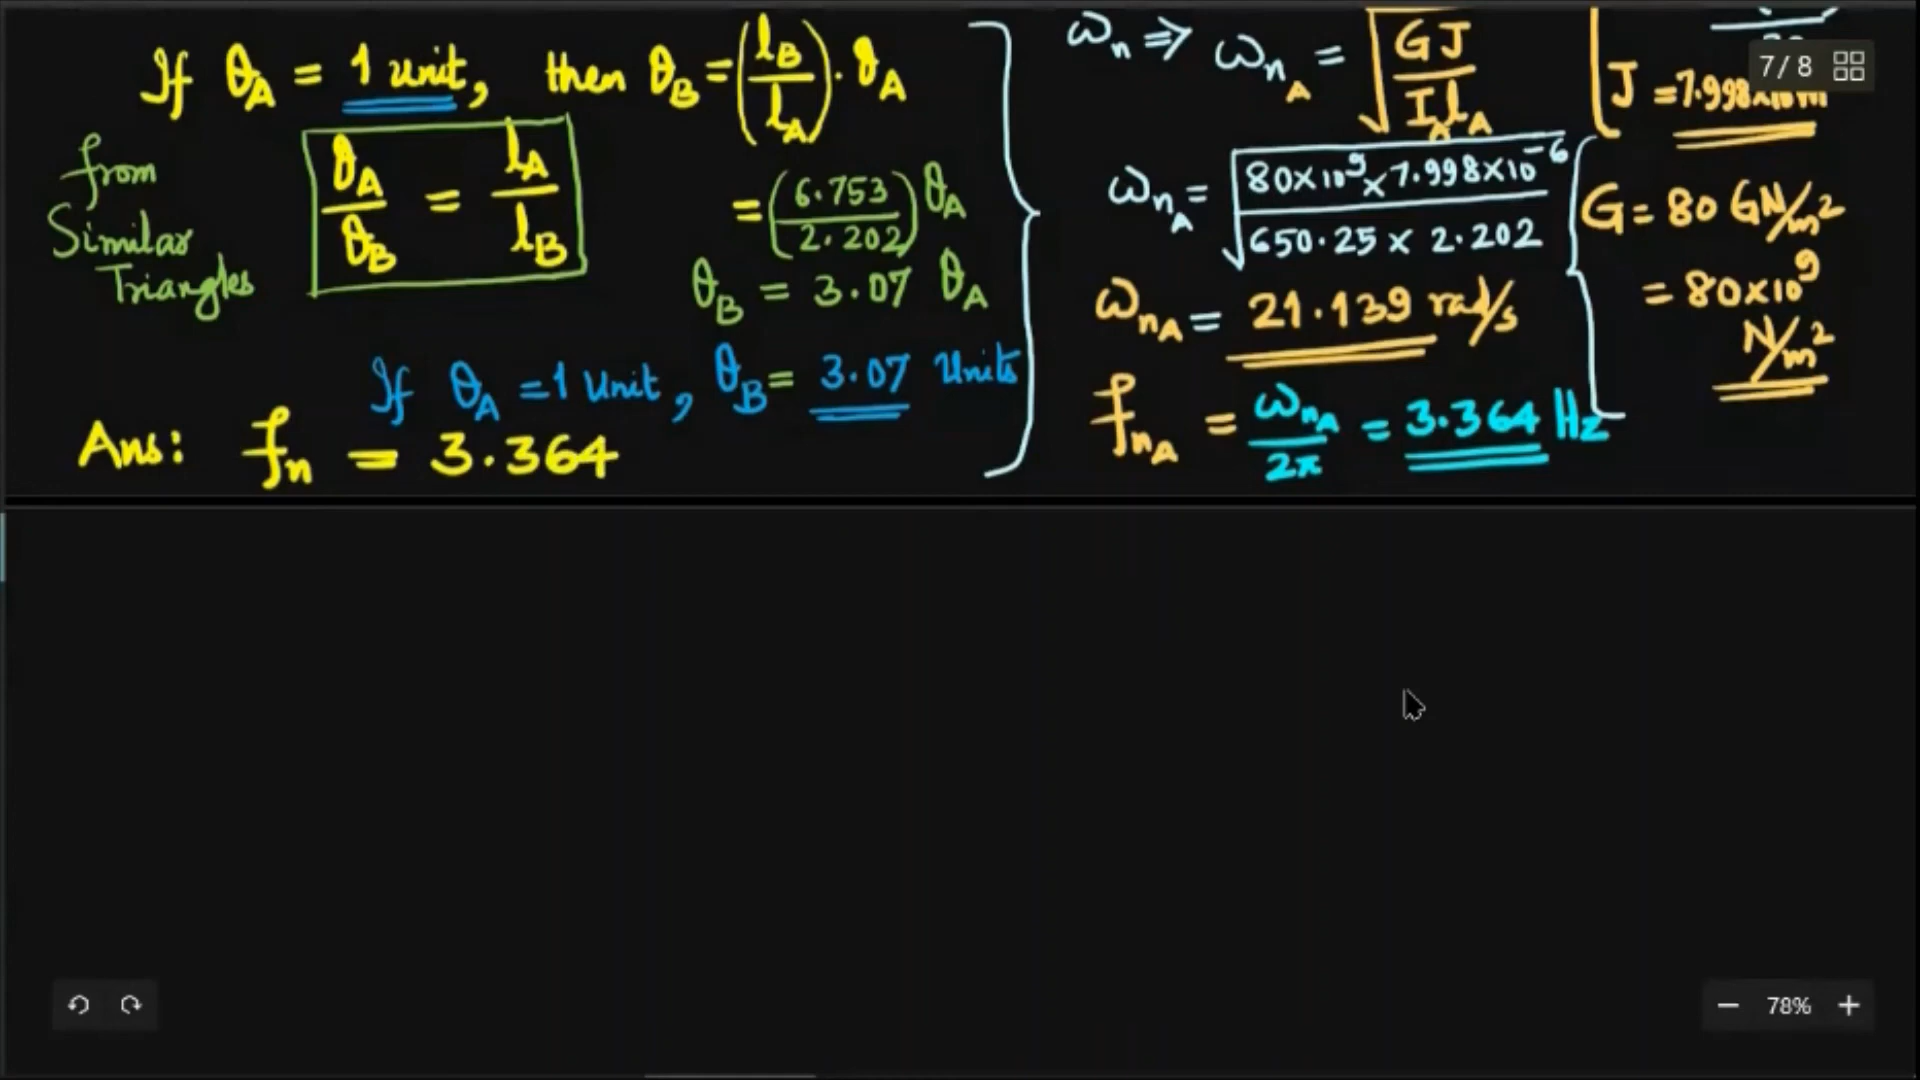 If θA = 1 unit, then θB = (lB/lA) · θA
from Similar Triangles
θA/θB = lA/lB
= (6.753/2.202) θA
θB = 3.07 θA
If θA = 1 Unit, θB = 3.07 Units
Ans: fn = 3.364
ωn ⇒ ωnA = √(GJ/IA lA)
ωnA = √(80×10⁹ × 7.998×10⁻⁶/650.25 × 2.202)
ωnA = 21.139 rad/s
fnA = ωnA/2π = 3.364 Hz
J = 7.998
G = 80 GN/m²
= 80×10⁹
N/m²
7/8
78%